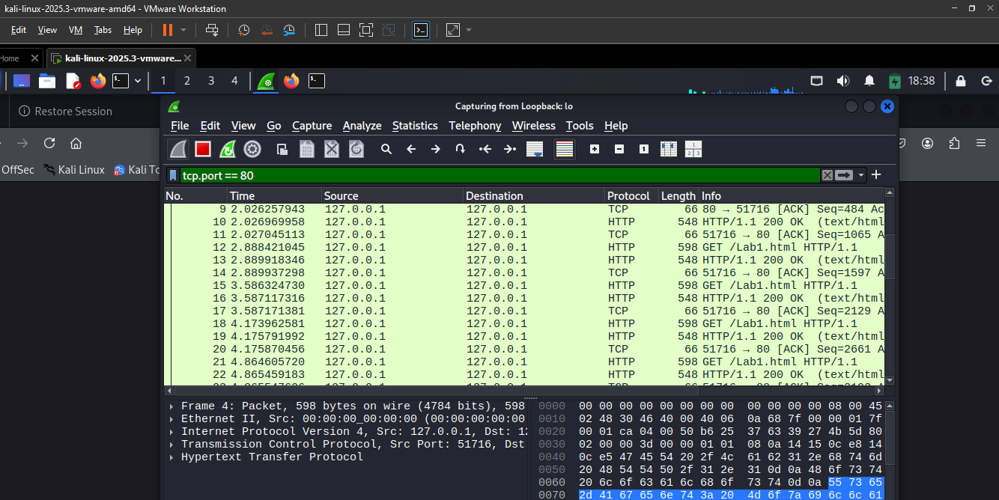 kali-linux-2025.3-vmware-amd64 - VMware Workstation
Edit View VM Tabs Help
Home kali-linux-2025.3-vmware...
1 2 3 4 18:38
Restore Session
Capturing from Loopback: lo
File Edit View Go Capture Analyze Statistics Telephony Wireless Tools Help
OffSec Kali Linux Kali To
tcp.port == 80
No. Time Source Destination Protocol Length Info
9 2.026257943 127.0.0.1 127.0.0.1 TCP 66 80 → 51716 [ACK] Seq=484 Ac
10 2.026969958 127.0.0.1 127.0.0.1 HTTP 548 HTTP/1.1 200 OK (text/html
11 2.027045113 127.0.0.1 127.0.0.1 TCP 66 51716 → 80 [ACK] Seq=1065 A
12 2.888421045 127.0.0.1 127.0.0.1 HTTP 598 GET /Lab1.html HTTP/1.1
13 2.889918346 127.0.0.1 127.0.0.1 HTTP 548 HTTP/1.1 200 OK (text/html
14 2.889937298 127.0.0.1 127.0.0.1 TCP 66 51716 → 80 [ACK] Seq=1597 A
15 3.586324730 127.0.0.1 127.0.0.1 HTTP 598 GET /Lab1.html HTTP/1.1
16 3.587117316 127.0.0.1 127.0.0.1 HTTP 548 HTTP/1.1 200 OK (text/html
17 3.587171381 127.0.0.1 127.0.0.1 TCP 66 51716 → 80 [ACK] Seq=2129 A
18 4.173962581 127.0.0.1 127.0.0.1 HTTP 598 GET /Lab1.html HTTP/1.1
19 4.175791992 127.0.0.1 127.0.0.1 HTTP 548 HTTP/1.1 200 OK (text/html
20 4.175870456 127.0.0.1 127.0.0.1 TCP 66 51716 → 80 [ACK] Seq=2661 A
21 4.864605720 127.0.0.1 127.0.0.1 HTTP 598 GET /Lab1.html HTTP/1.1
22 4.865459183 127.0.0.1 127.0.0.1 HTTP 548 HTTP/1.1 200 OK (text/html
Frame 4: Packet, 598 bytes on wire (4784 bits), 598
Ethernet II, Src: 00:00:00_00:00:00 (00:00:00:00:00
Internet Protocol Version 4, Src: 127.0.0.1, Dst: 12
Transmission Control Protocol, Src Port: 51716, Dst
Hypertext Transfer Protocol
0000 00 00 00 00 00 00 00 00 00 00 00 00 08 00 45
0010 02 48 30 46 40 00 40 06 0a 68 7f 00 00 01 7f
0020 00 01 ca 04 00 50 b6 25 37 63 39 27 4b 5d 80
0030 02 00 00 3d 00 00 01 01 08 0a 14 15 0c e8 14
0040 0c e5 47 45 54 20 2f 4c 61 62 31 2e 68 74 6d
0050 20 48 54 54 50 2f 31 2e 31 0d 0a 48 6f 73 74
0060 20 6c 6f 63 61 6c 68 6f 73 74 0d 0a 55 73 65
0070 2d 41 67 65 6e 74 3a 20 4d 6f 7a 69 6c 6c 61